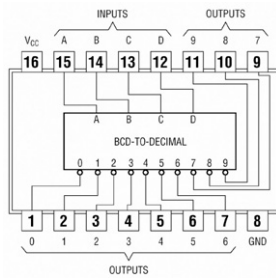 INPUTS OUTPUTS
VCC A B C D 9 8 7
16 15 14 13 12 11 10 9
A B C D
BCD-TO-DECIMAL
0 1 2 3 4 5 6 7 8 9
1 2 3 4 5 6 7 8
0 1 2 3 4 5 6 GND
OUTPUTS